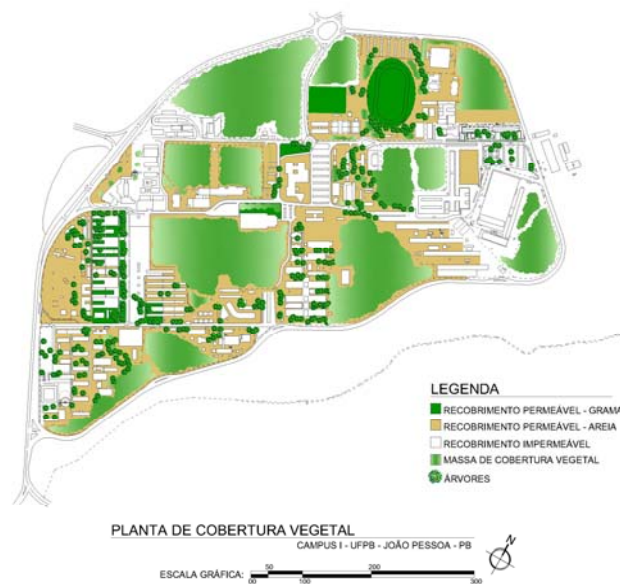 LEGENDA
RECOBRIMENTO PERMEÁVEL - GRAMA
RECOBRIMENTO PERMEÁVEL - AREIA
RECOBRIMENTO IMPERMEÁVEL
MASSA DE COBERTURA VEGETAL
ÁRVORES
PLANTA DE COBERTURA VEGETAL
CAMPUS I - UFPB - JOÃO PESSOA - PB
N
ESCALA GRÁFICA:
50 200
00 100 300